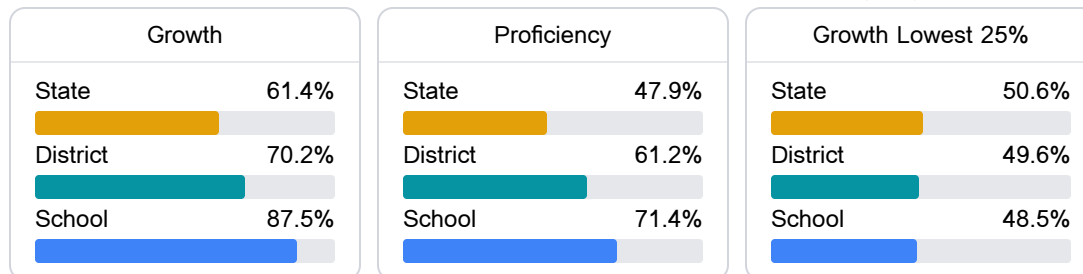 Growth
State 61.4%
District 70.2%
School 87.5%
Proficiency
State 47.9%
District 61.2%
School 71.4%
Growth Lowest 25%
State 50.6%
District 49.6%
School 48.5%